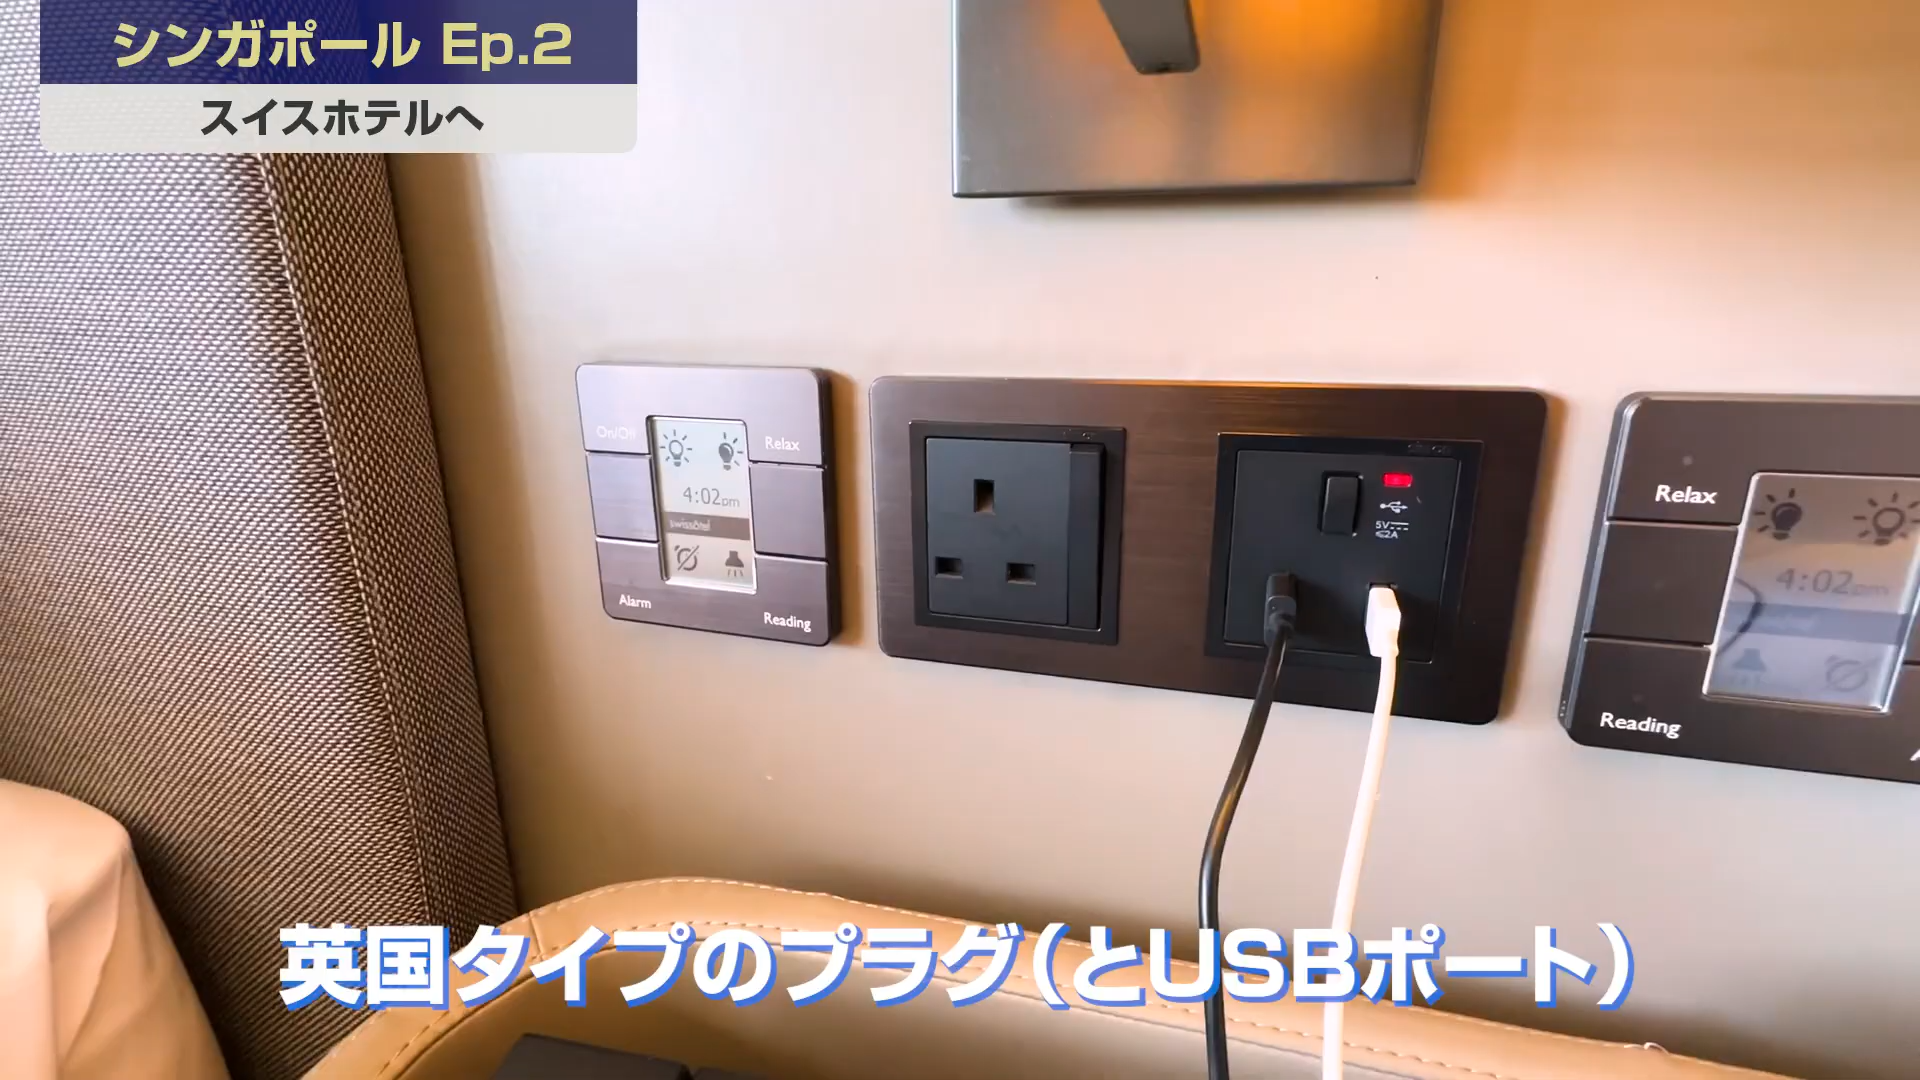 シンガポール Ep.2
スイスホテルへ
On/Off
Relax
4:02pm
swissôtel
Alarm
Reading
5V
2A
Relax
4:02pm
Reading
英国タイプのプラグ(とUSBポート)